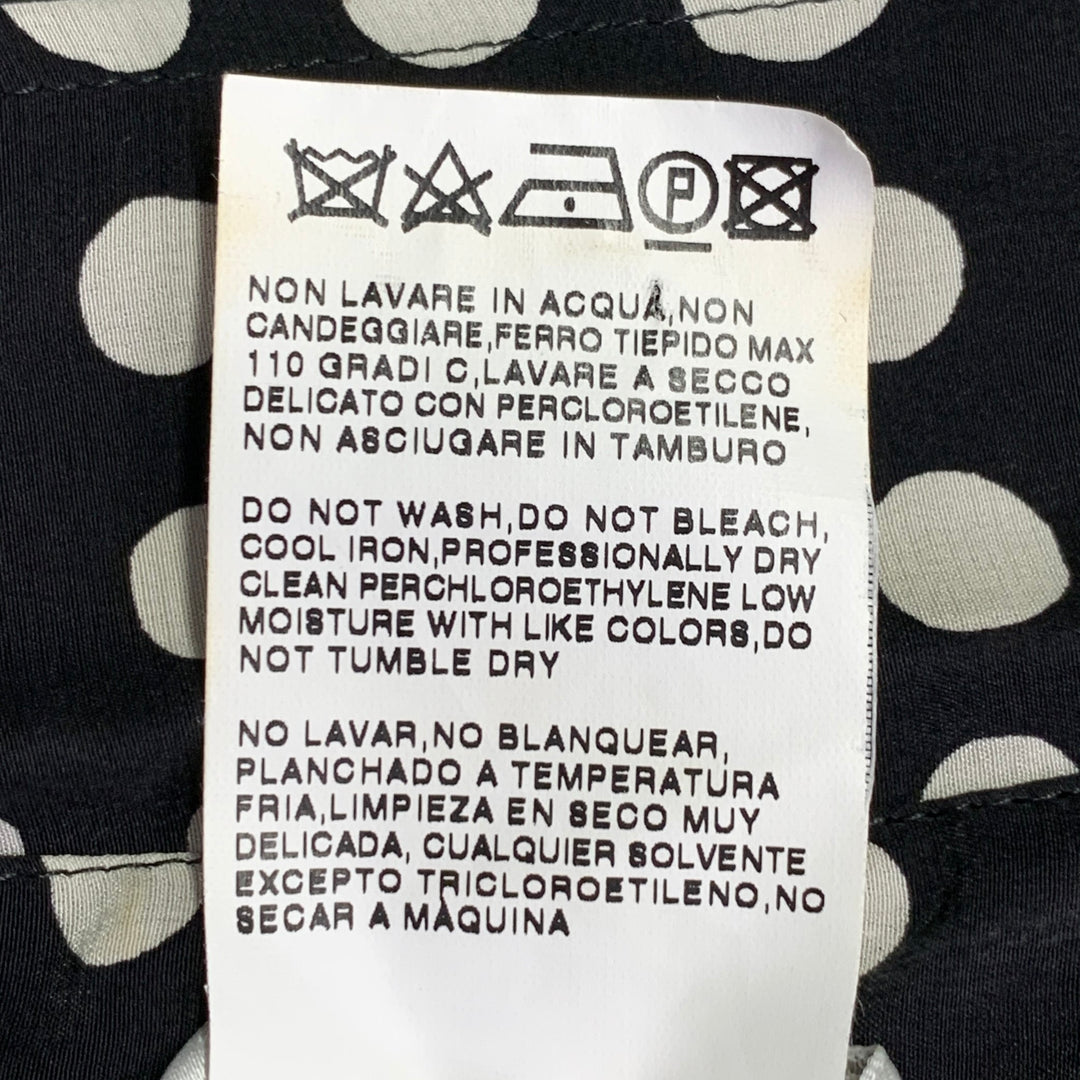 P
NON LAVARE IN ACQUA,NON
CANDEGGIARE,FERRO TIEPIDO MAX
110 GRADI C,LAVARE A SECCO
DELICATO CON PERCLOROETILENE,
NON ASCIUGARE IN TAMBURO
DO NOT WASH,DO NOT BLEACH,
COOL IRON,PROFESSIONALLY DRY
CLEAN PERCHLOROETHYLENE LOW
MOISTURE WITH LIKE COLORS,DO
NOT TUMBLE DRY
NO LAVAR,NO BLANQUEAR,
PLANCHADO A TEMPERATURA
FRIA,LIMPIEZA EN SECO MUY
DELICADA, CUALQUIER SOLVENTE
EXCEPTO TRICLOROETILENO,NO
SECAR A MÁQUINA